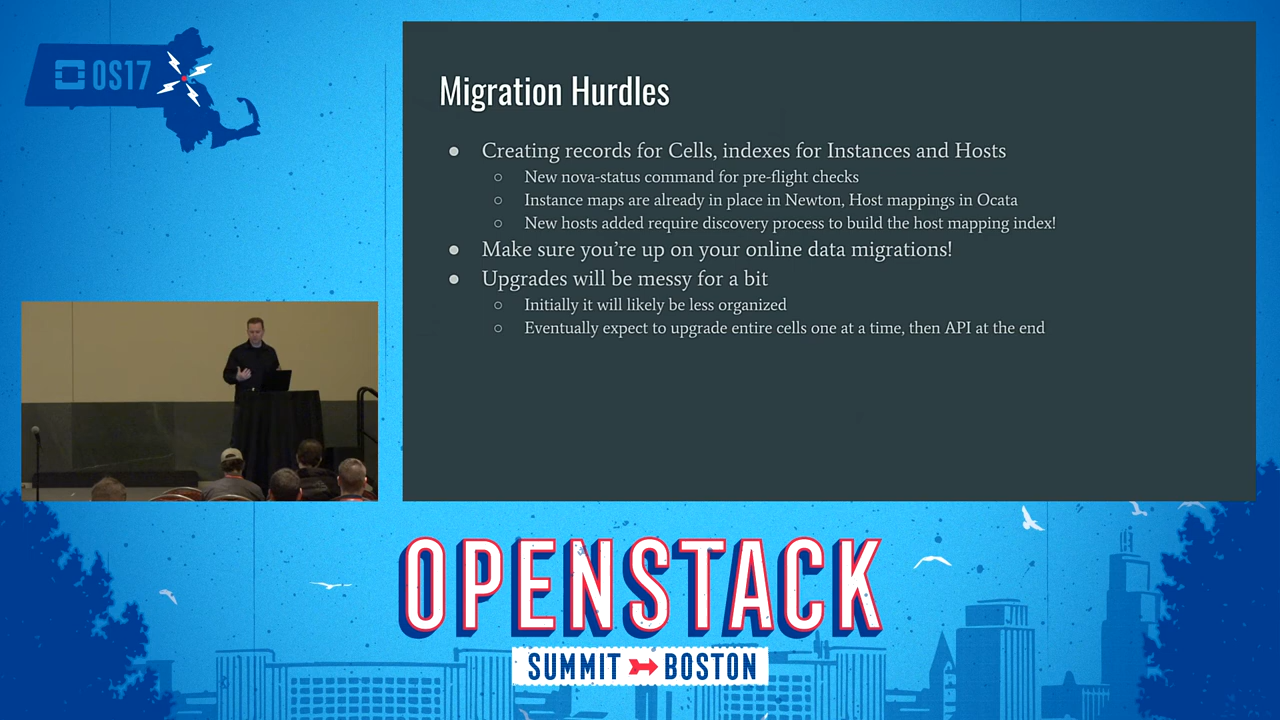 OS17
Migration Hurdles
● Creating records for Cells, indexes for Instances and Hosts
○ New nova-status command for pre-flight checks
○ Instance maps are already in place in Newton, Host mappings in Ocata
○ New hosts added require discovery process to build the host mapping index!
● Make sure you’re up on your online data migrations!
● Upgrades will be messy for a bit
○ Initially it will likely be less organized
○ Eventually expect to upgrade entire cells one at a time, then API at the end
OPENSTACK
SUMMIT BOSTON